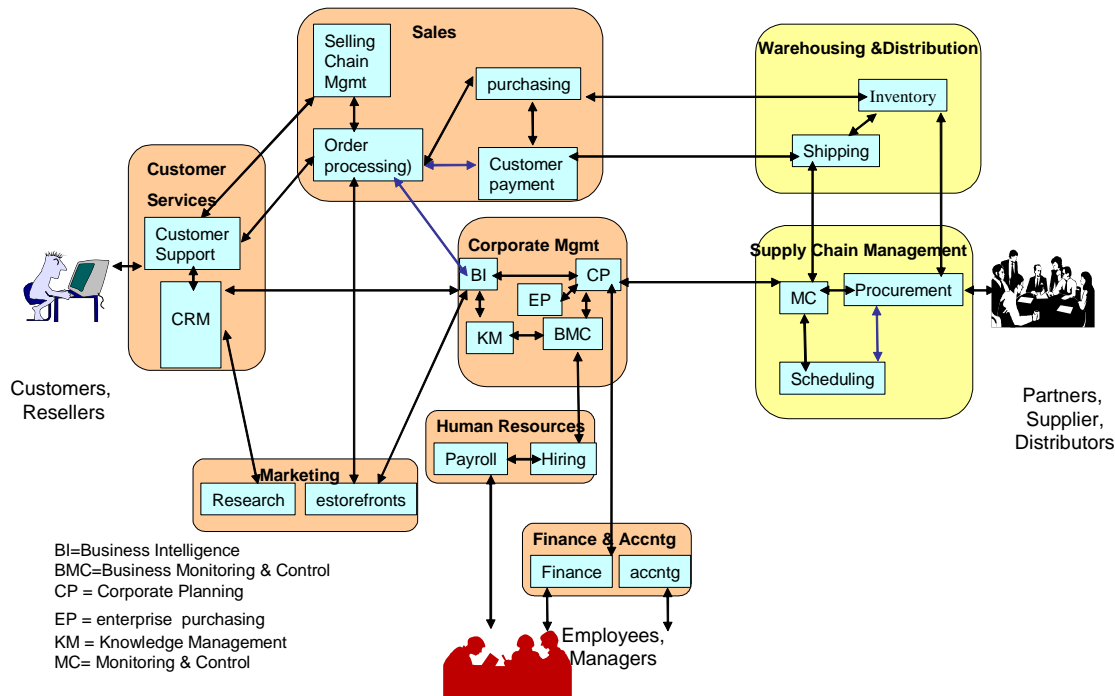 Sales
Selling
Chain
Mgmt
purchasing
Order
processing)
Customer
payment
Warehousing &Distribution
Inventory
Shipping
Customer
Services
Customer
Support
CRM
Corporate Mgmt
BI
CP
EP
KM
BMC
Supply Chain Management
MC
Procurement
Scheduling
Customers,
Resellers
Partners,
Supplier,
Distributors
Human Resources
Payroll
Hiring
Marketing
Research
estorefronts
Finance & Accntg
Finance
accntg
Employees,
Managers
BI=Business Intelligence
BMC=Business Monitoring & Control
CP = Corporate Planning
EP = enterprise purchasing
KM = Knowledge Management
MC= Monitoring & Control